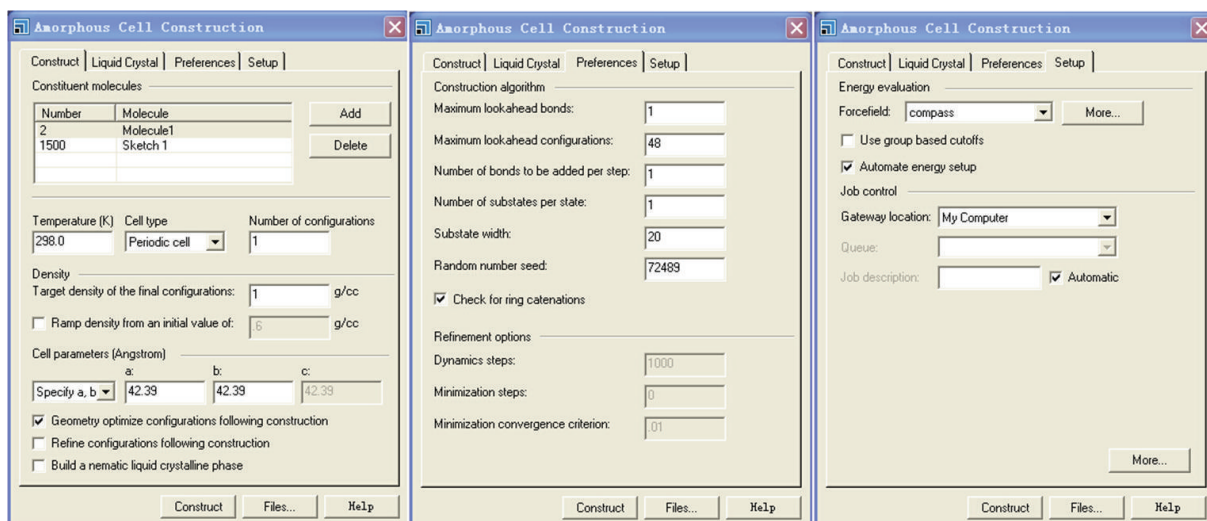 Amorphous Cell Construction
Construct Liquid Crystal Preferences Setup
Constituent molecules
Number Molecule
2 Molecule1
1500 Sketch 1
Add
Delete
Temperature (K) Cell type Number of configurations
298.0 Periodic cell 1
Density
Target density of the final configurations: 1 g/cc
Ramp density from an initial value of: .6 g/cc
Cell parameters (Angstrom)
a: b: c:
Specify a, b 42.39 42.39 42.39
Geometry optimize configurations following construction
Refine configurations following construction
Build a nematic liquid crystalline phase
Construct Files... Help
Amorphous Cell Construction
Construct Liquid Crystal Preferences Setup
Construction algorithm
Maximum lookahead bonds: 1
Maximum lookahead configurations: 48
Number of bonds to be added per step: 1
Number of substates per state: 1
Substate width: 20
Random number seed: 72489
Check for ring catenations
Refinement options
Dynamics steps: 1000
Minimization steps: 0
Minimization convergence criterion: .01
Construct Files... Help
Amorphous Cell Construction
Construct Liquid Crystal Preferences Setup
Energy evaluation
Forcefield: compass More...
Use group based cutoffs
Automate energy setup
Job control
Gateway location: My Computer
Queue:
Job description: Automatic
More...
Construct Files... Help